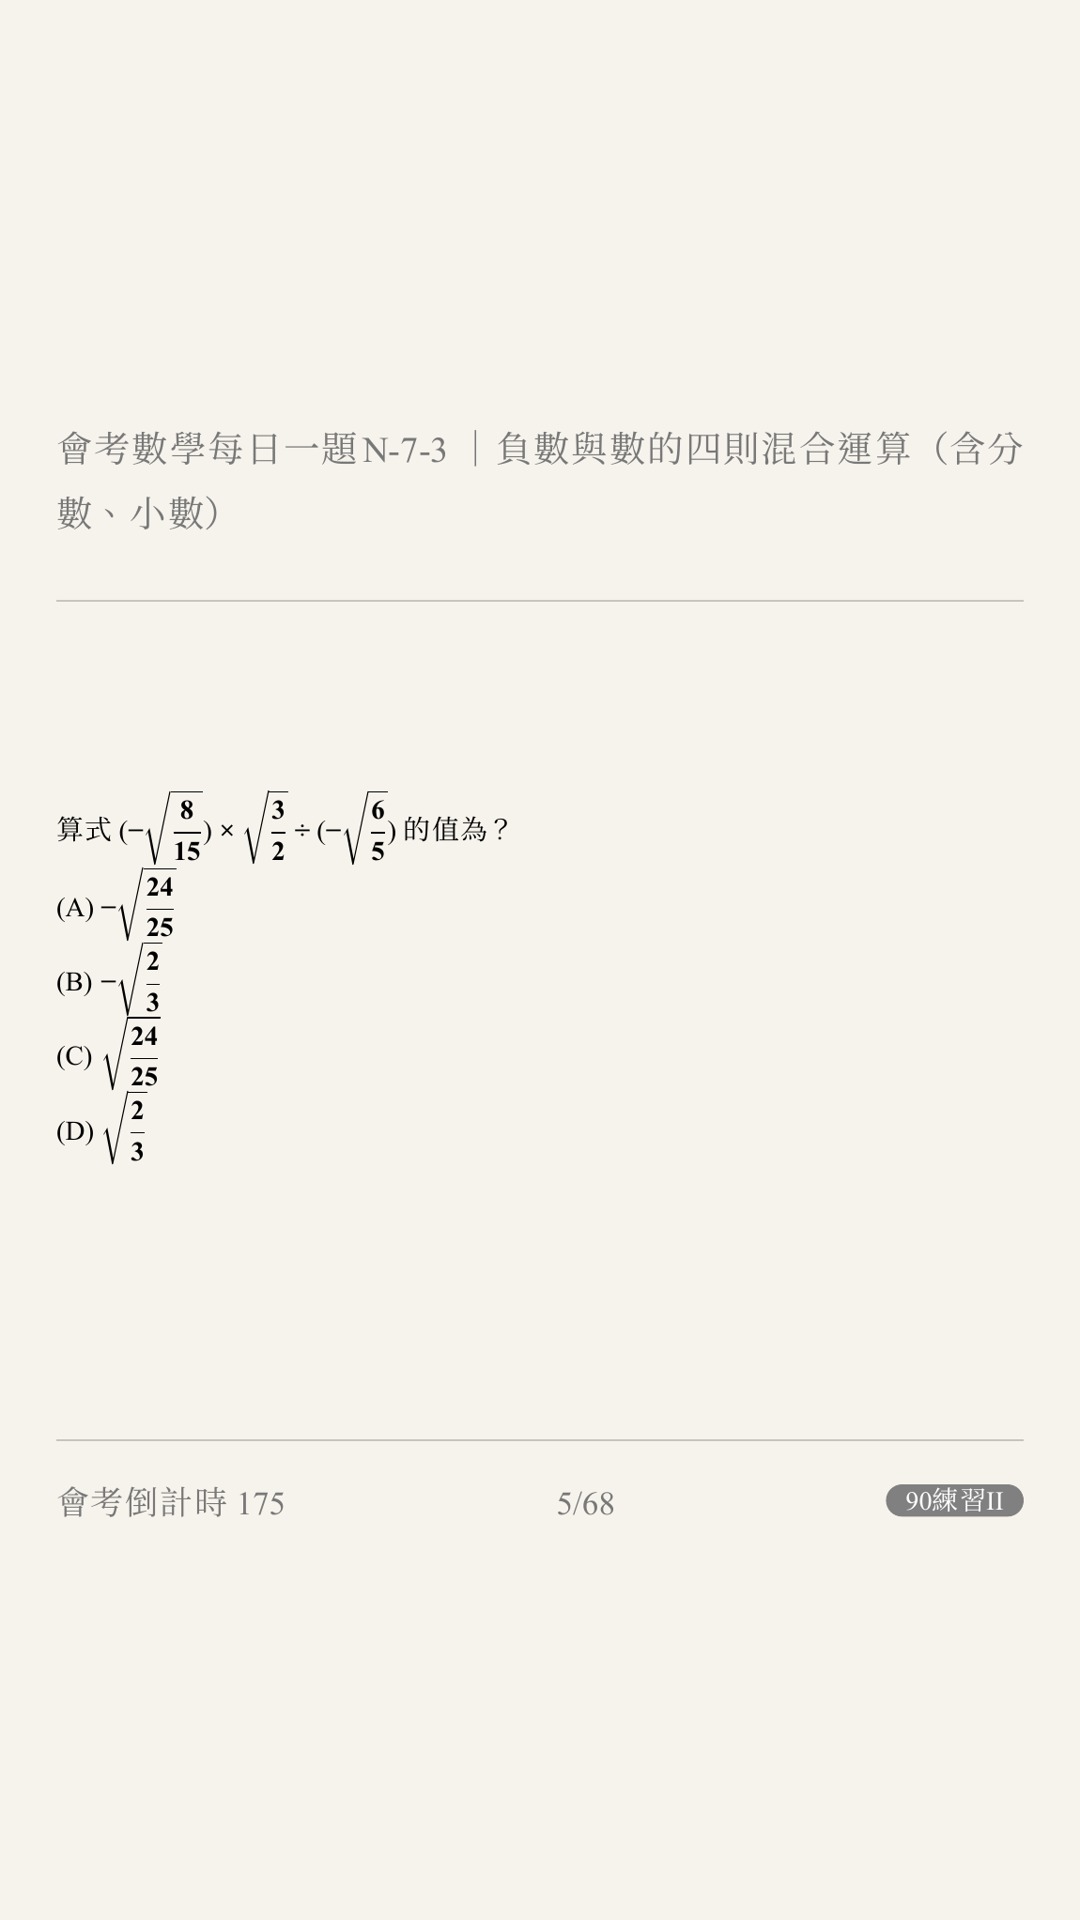 會考數學每日一題N-7-3 ｜負數與數的四則混合運算（含分
數、小數）
算式 (−√(8/15)) × √(3/2) ÷ (−√(6/5)) 的值為？
(A) −√(24/25)
(B) −√(2/3)
(C) √(24/25)
(D) √(2/3)
會考倒計時 175
5/68
90練習II